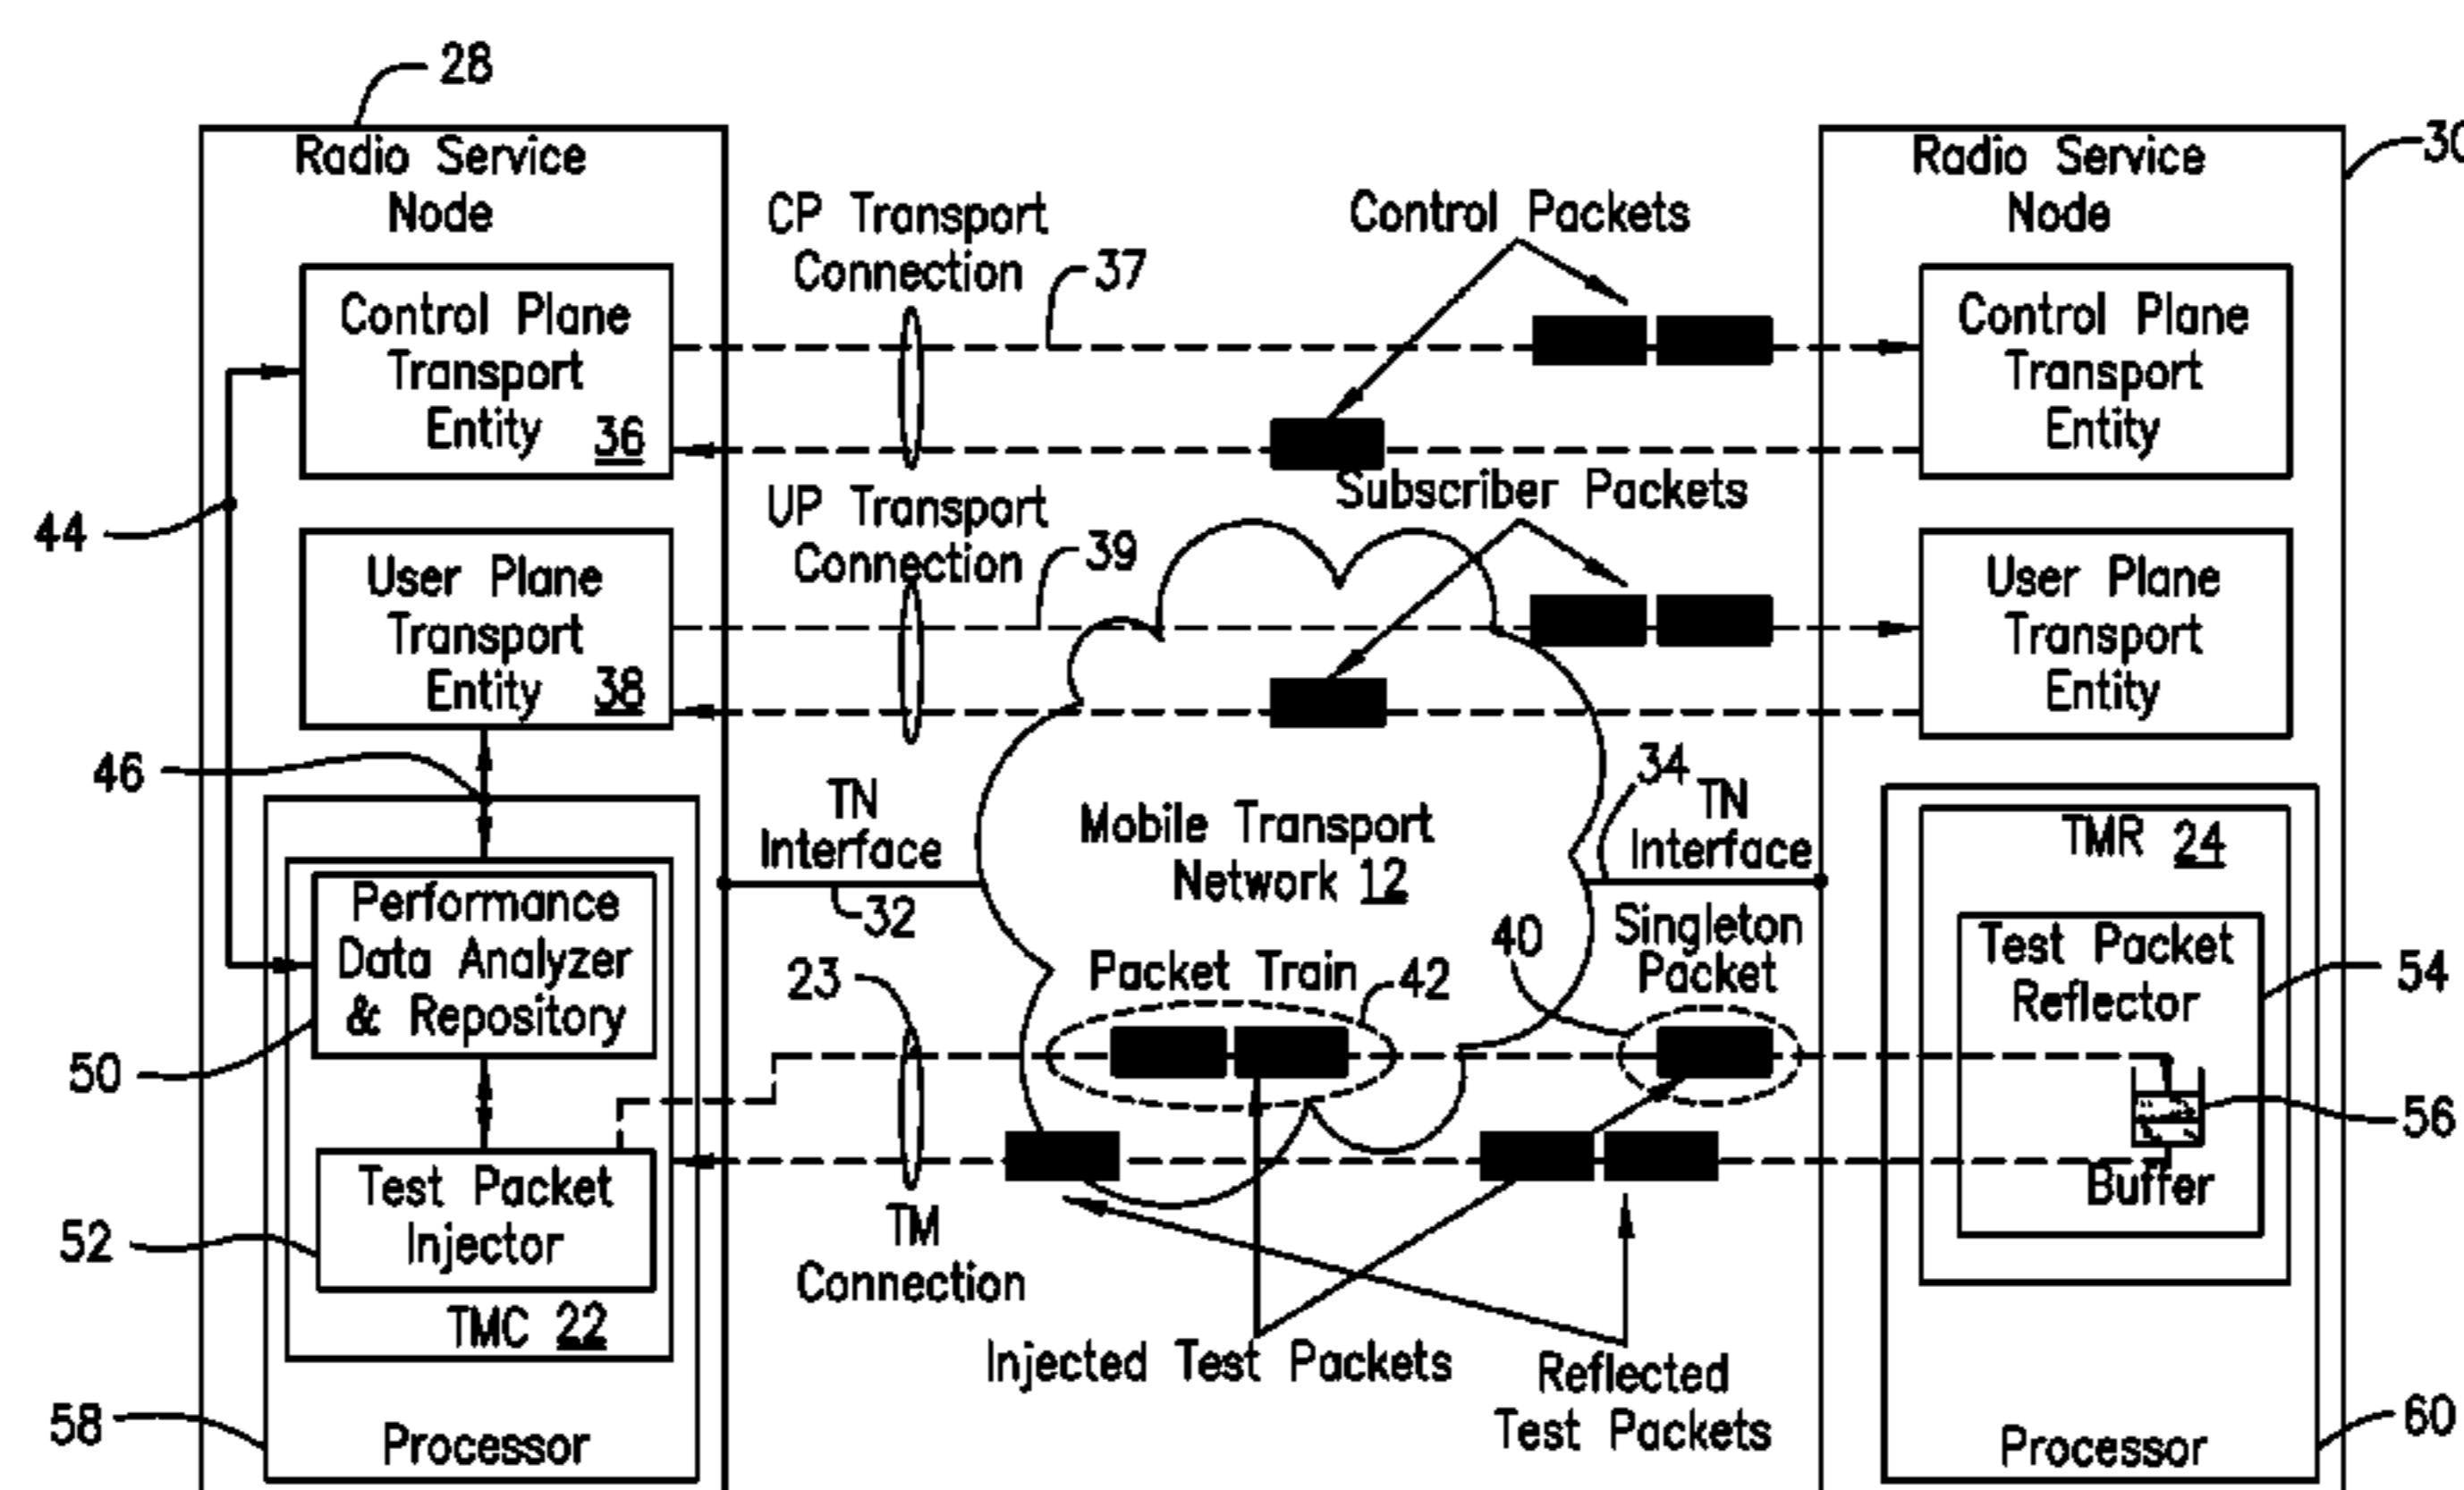 28
Radio Service
Node
Control Plane
Transport
Entity 36
44
User Plane
Transport
Entity 38
46
Performance
Data Analyzer
& Repository
50
Test Packet
Injector
52
TMC 22
58
Processor
CP Transport
Connection
37
Control Packets
UP Transport
Connection
39
Subscriber Packets
TN
Interface
32
Mobile Transport
Network 12
34
TN
Interface
23
Packet Train
42
40
Singleton
Packet
TM
Connection
Injected Test Packets
Reflected
Test Packets
30
Radio Service
Node
Control Plane
Transport
Entity
User Plane
Transport
Entity
TMR 24
Test Packet
Reflector
54
56
Buffer
60
Processor